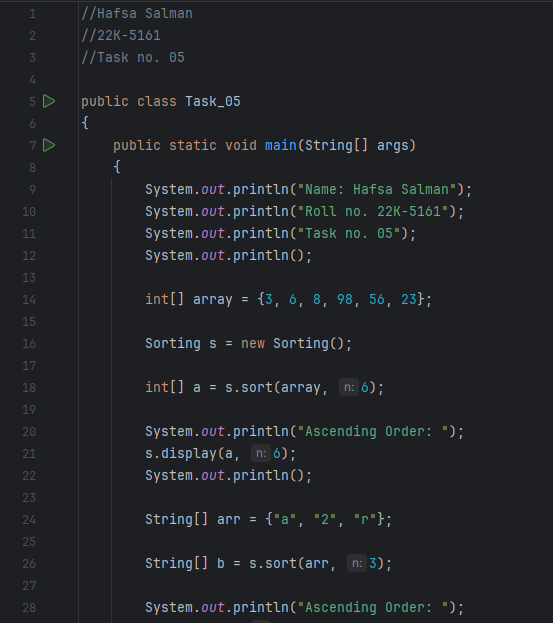 1 //Hafsa Salman
2 //22K-5161
3 //Task no. 05
4
5 public class Task_05
6 {
7 public static void main(String[] args)
8 {
9 System.out.println("Name: Hafsa Salman");
10 System.out.println("Roll no. 22K-5161");
11 System.out.println("Task no. 05");
12 System.out.println();
13
14 int[] array = {3, 6, 8, 98, 56, 23};
15
16 Sorting s = new Sorting();
17
18 int[] a = s.sort(array, n: 6);
19
20 System.out.println("Ascending Order: ");
21 s.display(a, n: 6);
22 System.out.println();
23
24 String[] arr = {"a", "2", "r"};
25
26 String[] b = s.sort(arr, n: 3);
27
28 System.out.println("Ascending Order: ");